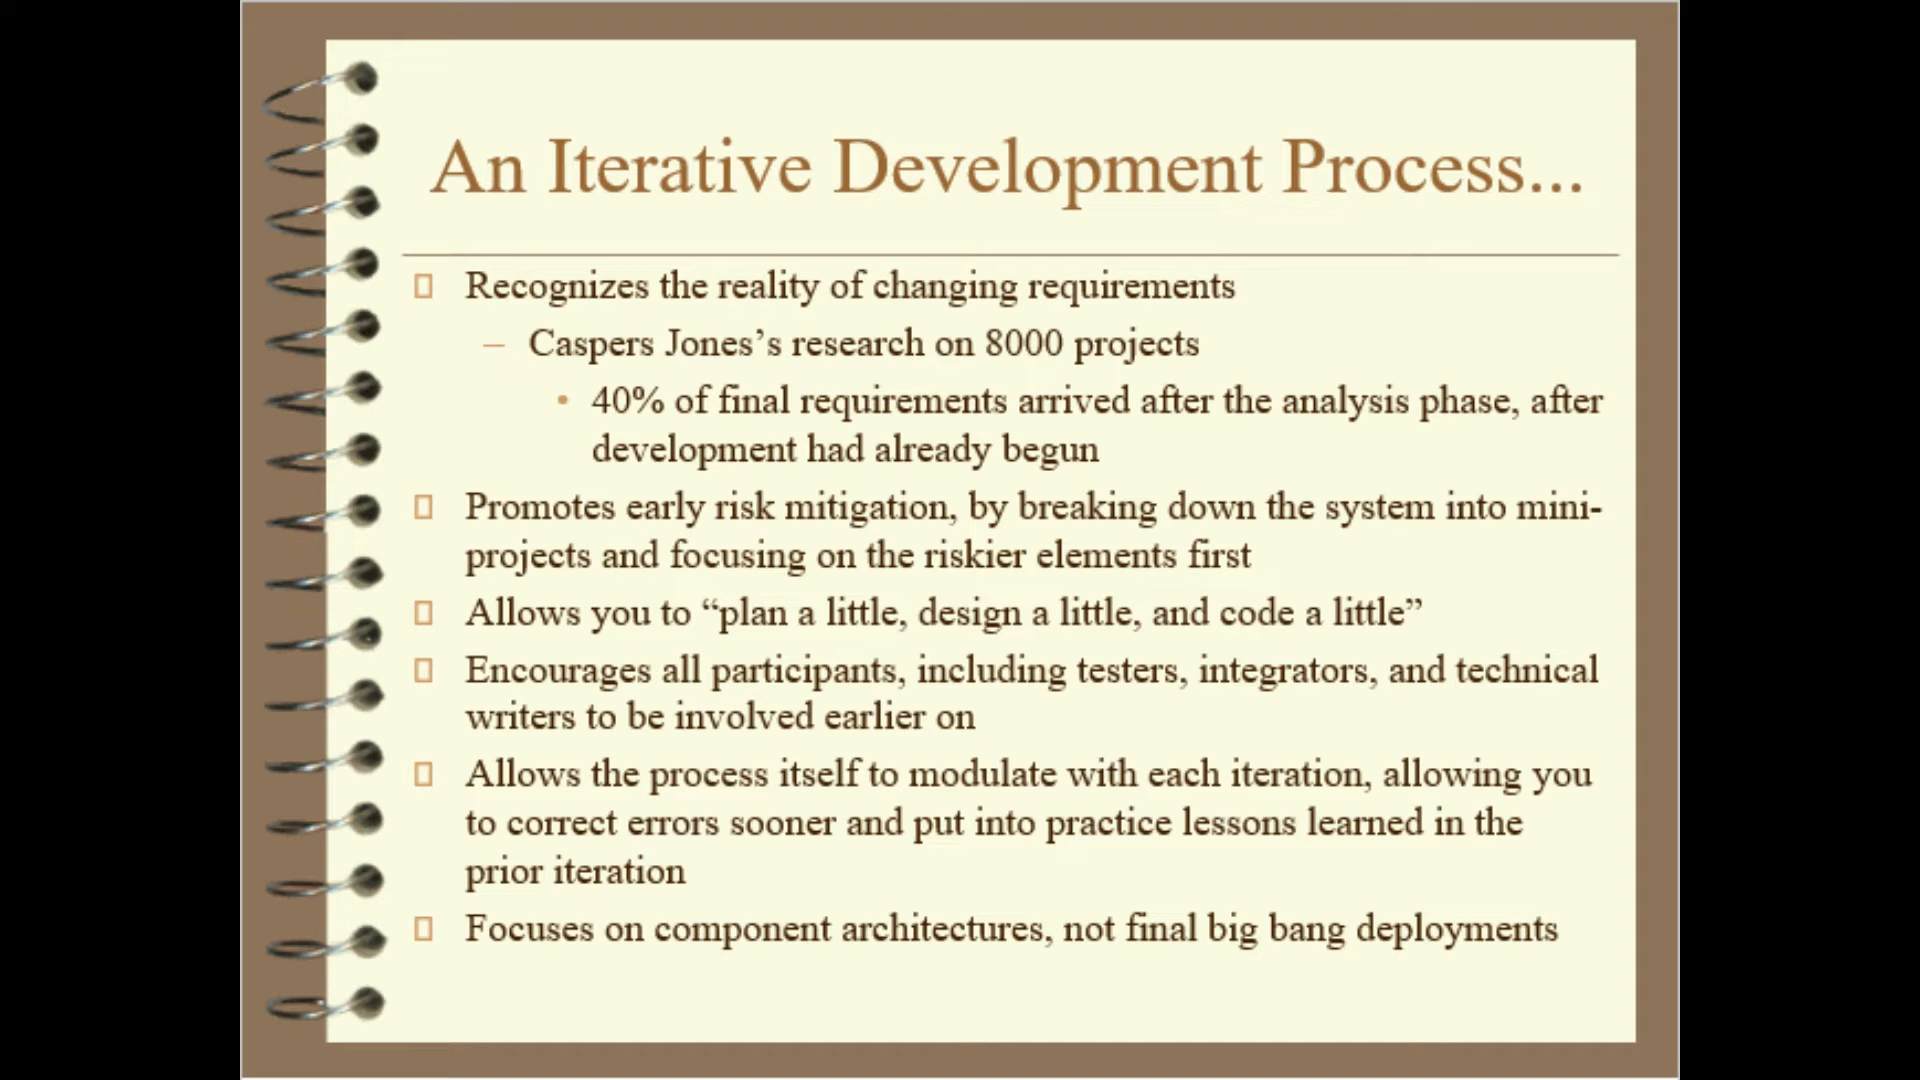 An Iterative Development Process...
Recognizes the reality of changing requirements
– Caspers Jones’s research on 8000 projects
• 40% of final requirements arrived after the analysis phase, after
development had already begun
Promotes early risk mitigation, by breaking down the system into mini-
projects and focusing on the riskier elements first
Allows you to “plan a little, design a little, and code a little”
Encourages all participants, including testers, integrators, and technical
writers to be involved earlier on
Allows the process itself to modulate with each iteration, allowing you
to correct errors sooner and put into practice lessons learned in the
prior iteration
Focuses on component architectures, not final big bang deployments